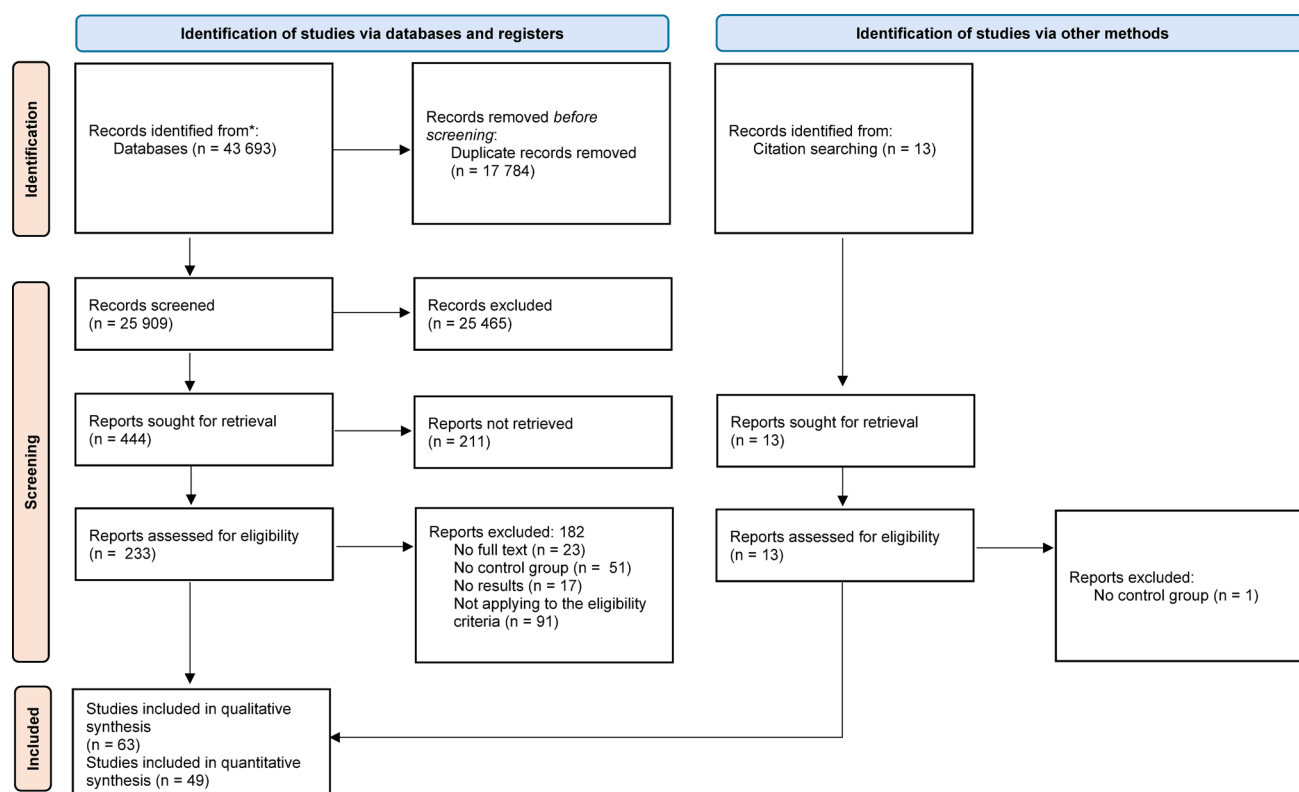 Identification of studies via databases and registers
Identification of studies via other methods
Identification
Records identified from*:
Databases (n = 43 693)
Records removed before
screening:
Duplicate records removed
(n = 17 784)
Records identified from:
Citation searching (n = 13)
Screening
Records screened
(n = 25 909)
Records excluded
(n = 25 465)
Reports sought for retrieval
(n = 444)
Reports not retrieved
(n = 211)
Reports sought for retrieval
(n = 13)
Reports assessed for eligibility
(n = 233)
Reports excluded: 182
No full text (n = 23)
No control group (n = 51)
No results (n = 17)
Not applying to the eligibility
criteria (n = 91)
Reports assessed for eligibility
(n = 13)
Reports excluded:
No control group (n = 1)
Included
Studies included in qualitative
synthesis
(n = 63)
Studies included in quantitative
synthesis (n = 49)